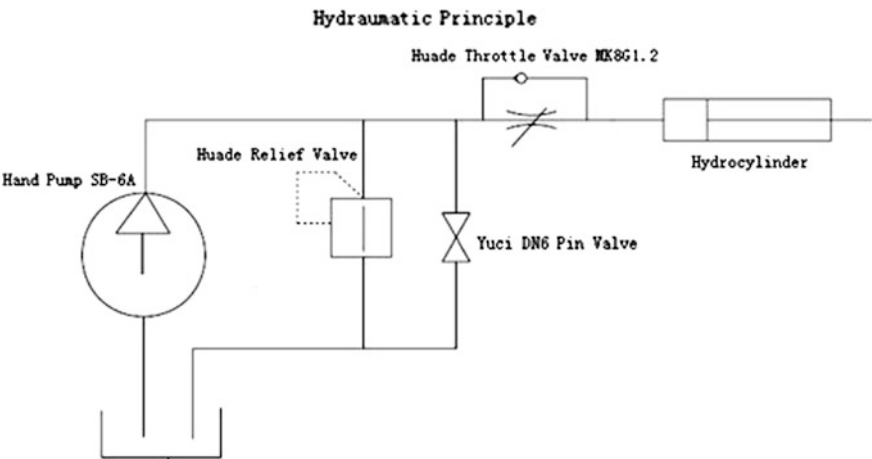 Hydraumatic Principle
Huade Throttle Valve MK8G1.2
Huade Relief Valve
Hand Pump SB-6A
Hydrocylinder
Yuci DN6 Pin Valve